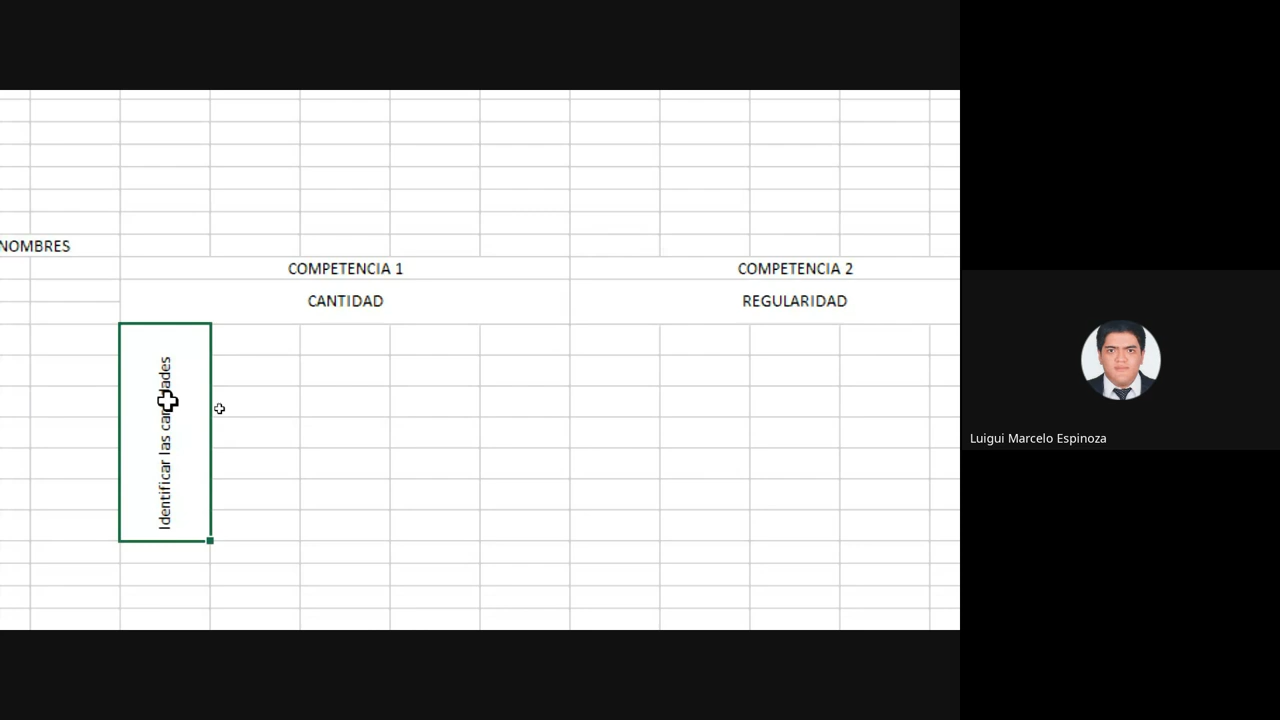 NOMBRES
COMPETENCIA 1
COMPETENCIA 2
CANTIDAD
REGULARIDAD
Identificar las
Luigui Marcelo Espinoza